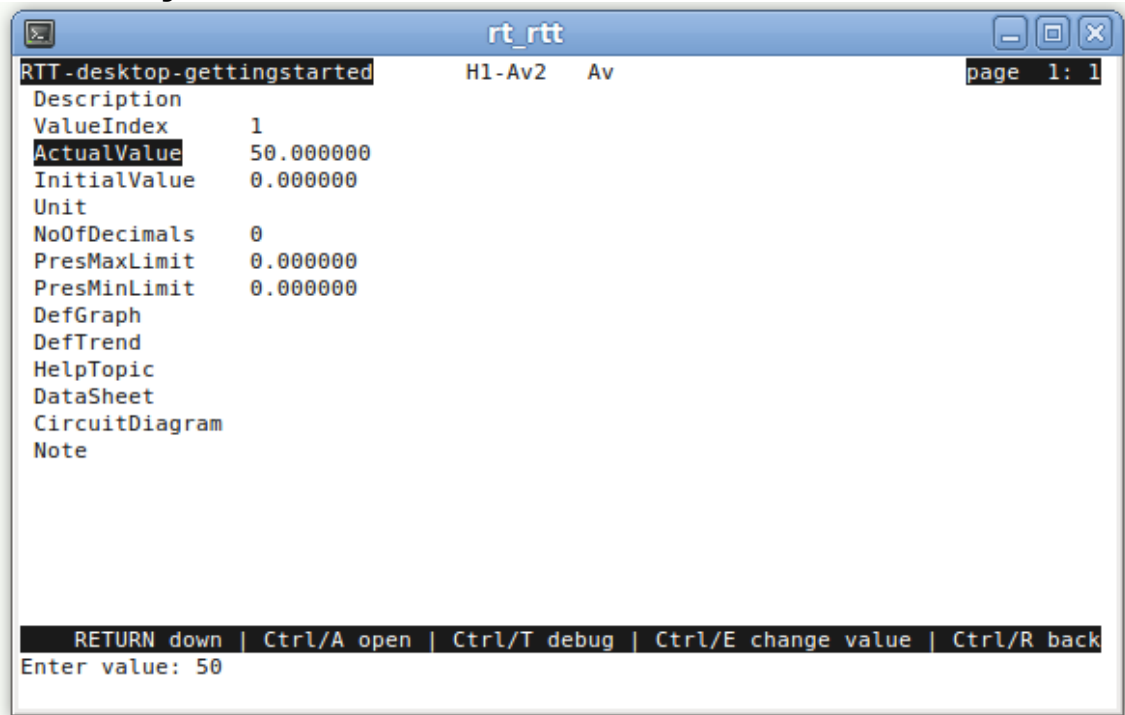 rt_rtt
RTT-desktop-gettingstarted H1-Av2 Av page 1: 1
Description
ValueIndex 1
ActualValue 50.000000
InitialValue 0.000000
Unit
NoOfDecimals 0
PresMaxLimit 0.000000
PresMinLimit 0.000000
DefGraph
DefTrend
HelpTopic
DataSheet
CircuitDiagram
Note
RETURN down | Ctrl/A open | Ctrl/T debug | Ctrl/E change value | Ctrl/R back
Enter value: 50